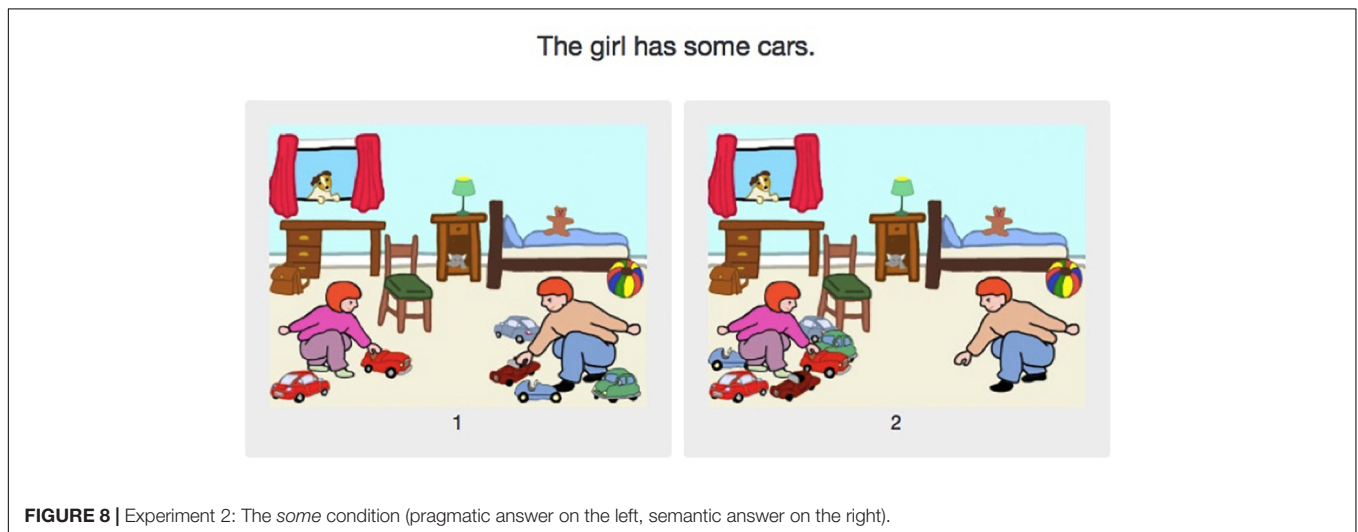 The girl has some cars.
1
2
FIGURE 8 | Experiment 2: The some condition (pragmatic answer on the left, semantic answer on the right).